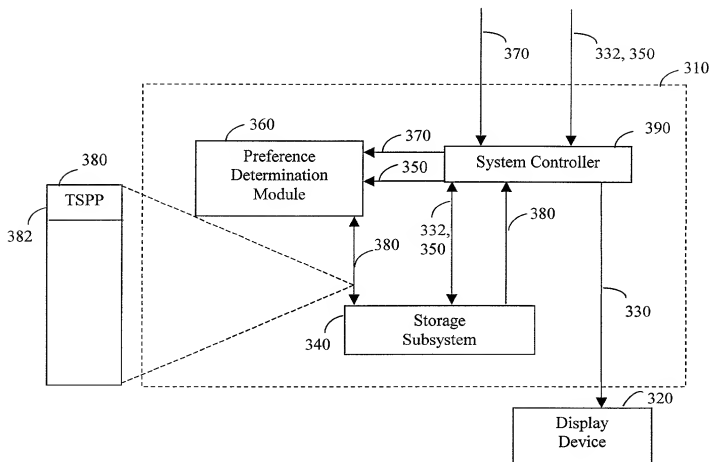 370
332, 350
310
360
390
380
Preference
Determination
Module
370
350
System Controller
TSPP
382
380
332,
350
380
330
340
Storage
Subsystem
320
Display
Device